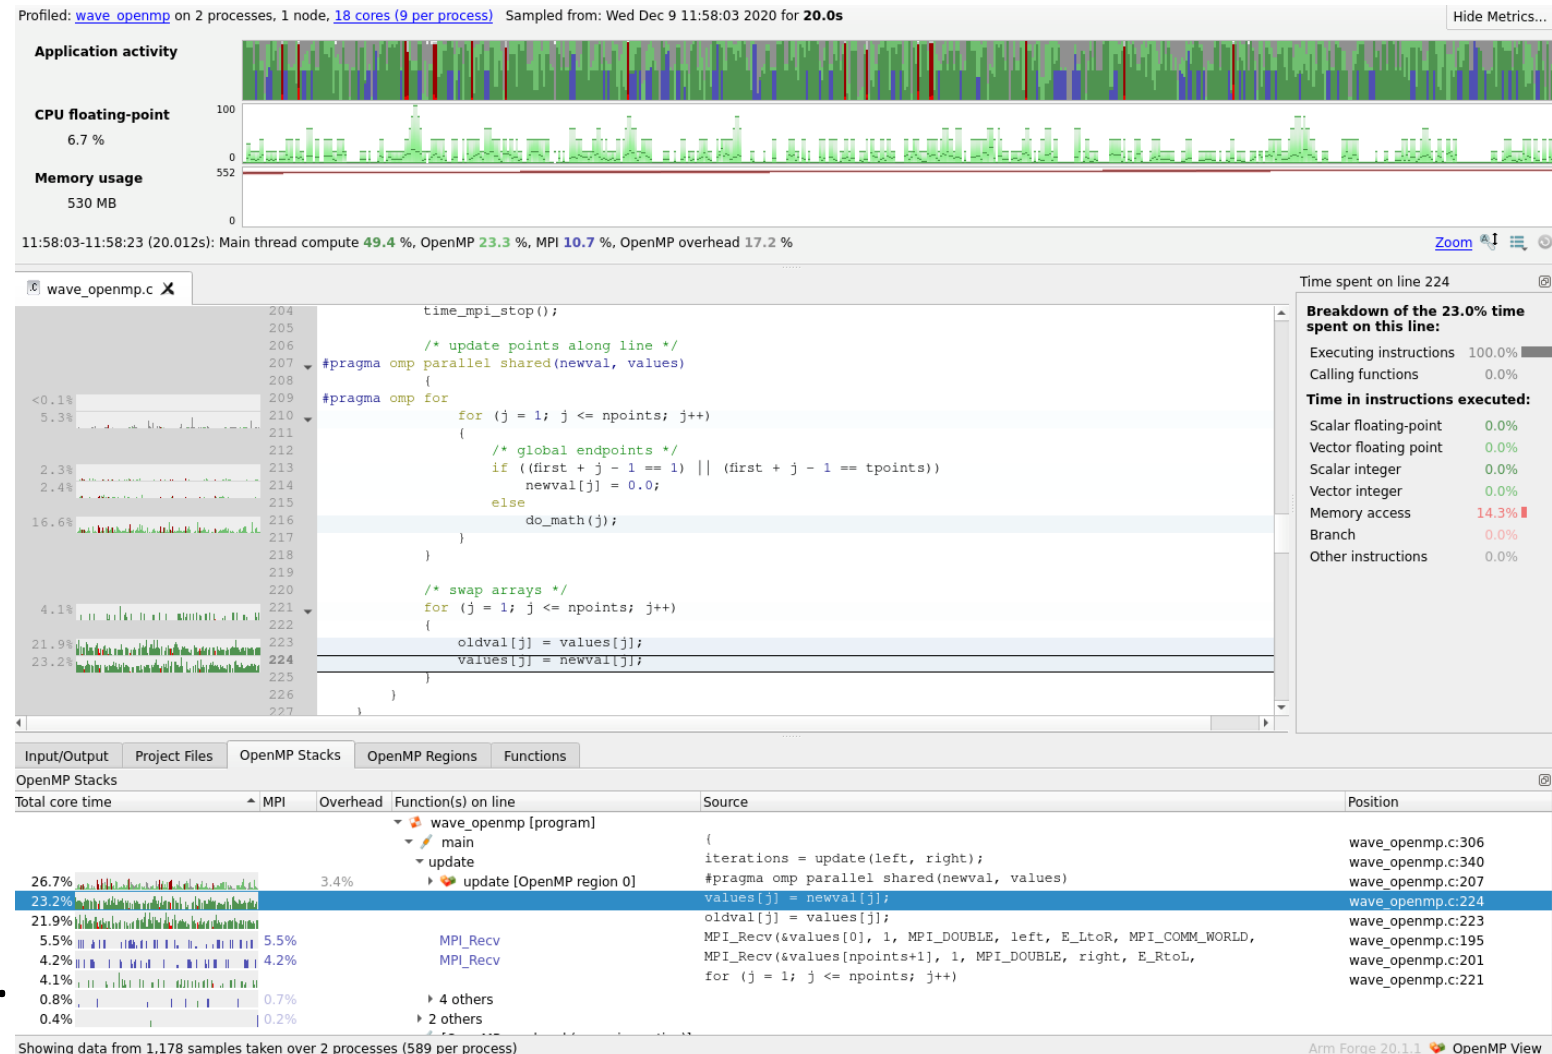 Profiled: wave_openmp on 2 processes, 1 node, 18 cores (9 per process) Sampled from: Wed Dec 9 11:58:03 2020 for 20.0s
Hide Metrics...
Application activity
CPU floating-point
6.7 %
100
0
Memory usage
530 MB
552
0
11:58:03-11:58:23 (20.012s): Main thread compute 49.4 %, OpenMP 23.3 %, MPI 10.7 %, OpenMP overhead 17.2 %
Zoom
wave_openmp.c
204 time_mpi_stop();
205
206 /* update points along line */
207 #pragma omp parallel shared(newval, values)
208 {
<0.1% 209 #pragma omp for
5.3% 210 for (j = 1; j <= npoints; j++)
211 {
212 /* global endpoints */
2.3% 213 if ((first + j - 1 == 1) || (first + j - 1 == tpoints))
2.4% 214 newval[j] = 0.0;
215 else
16.6% 216 do_math(j);
217 }
218 }
219
220 /* swap arrays */
4.1% 221 for (j = 1; j <= npoints; j++)
222 {
21.9% 223 oldval[j] = values[j];
23.2% 224 values[j] = newval[j];
225 }
226 }
227 }
Time spent on line 224
Breakdown of the 23.0% time
spent on this line:
Executing instructions 100.0%
Calling functions 0.0%
Time in instructions executed:
Scalar floating-point 0.0%
Vector floating point 0.0%
Scalar integer 0.0%
Vector integer 0.0%
Memory access 14.3%
Branch 0.0%
Other instructions 0.0%
Input/Output Project Files OpenMP Stacks OpenMP Regions Functions
OpenMP Stacks
Total core time MPI Overhead Function(s) on line Source Position
wave_openmp [program]
main { wave_openmp.c:306
update iterations = update(left, right); wave_openmp.c:340
26.7% 3.4% update [OpenMP region 0] #pragma omp parallel shared(newval, values) wave_openmp.c:207
23.2% values[j] = newval[j]; wave_openmp.c:224
21.9% oldval[j] = values[j]; wave_openmp.c:223
5.5% 5.5% MPI_Recv MPI_Recv(&values[0], 1, MPI_DOUBLE, left, E_LtoR, MPI_COMM_WORLD, wave_openmp.c:195
4.2% 4.2% MPI_Recv MPI_Recv(&values[npoints+1], 1, MPI_DOUBLE, right, E_RtoL, wave_openmp.c:201
4.1% for (j = 1; j <= npoints; j++) wave_openmp.c:221
0.8% 0.7% 4 others
0.4% 0.2% 2 others
Showing data from 1,178 samples taken over 2 processes (589 per process)
Arm Forge 20.1.1 OpenMP View